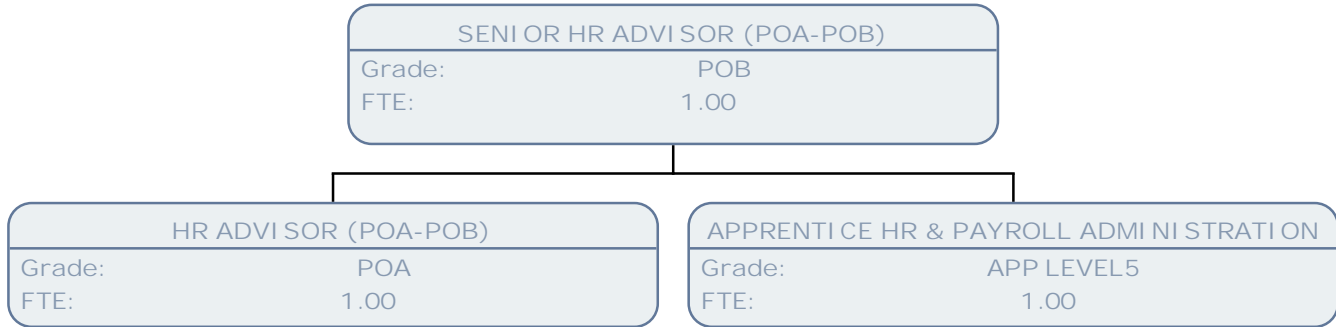 SENIOR HR ADVISOR (POA-POB)
Grade: POB
FTE: 1.00
HR ADVISOR (POA-POB)
Grade: POA
FTE: 1.00
APPRENTICE HR & PAYROLL ADMINISTRATION
Grade: APP LEVEL5
FTE: 1.00